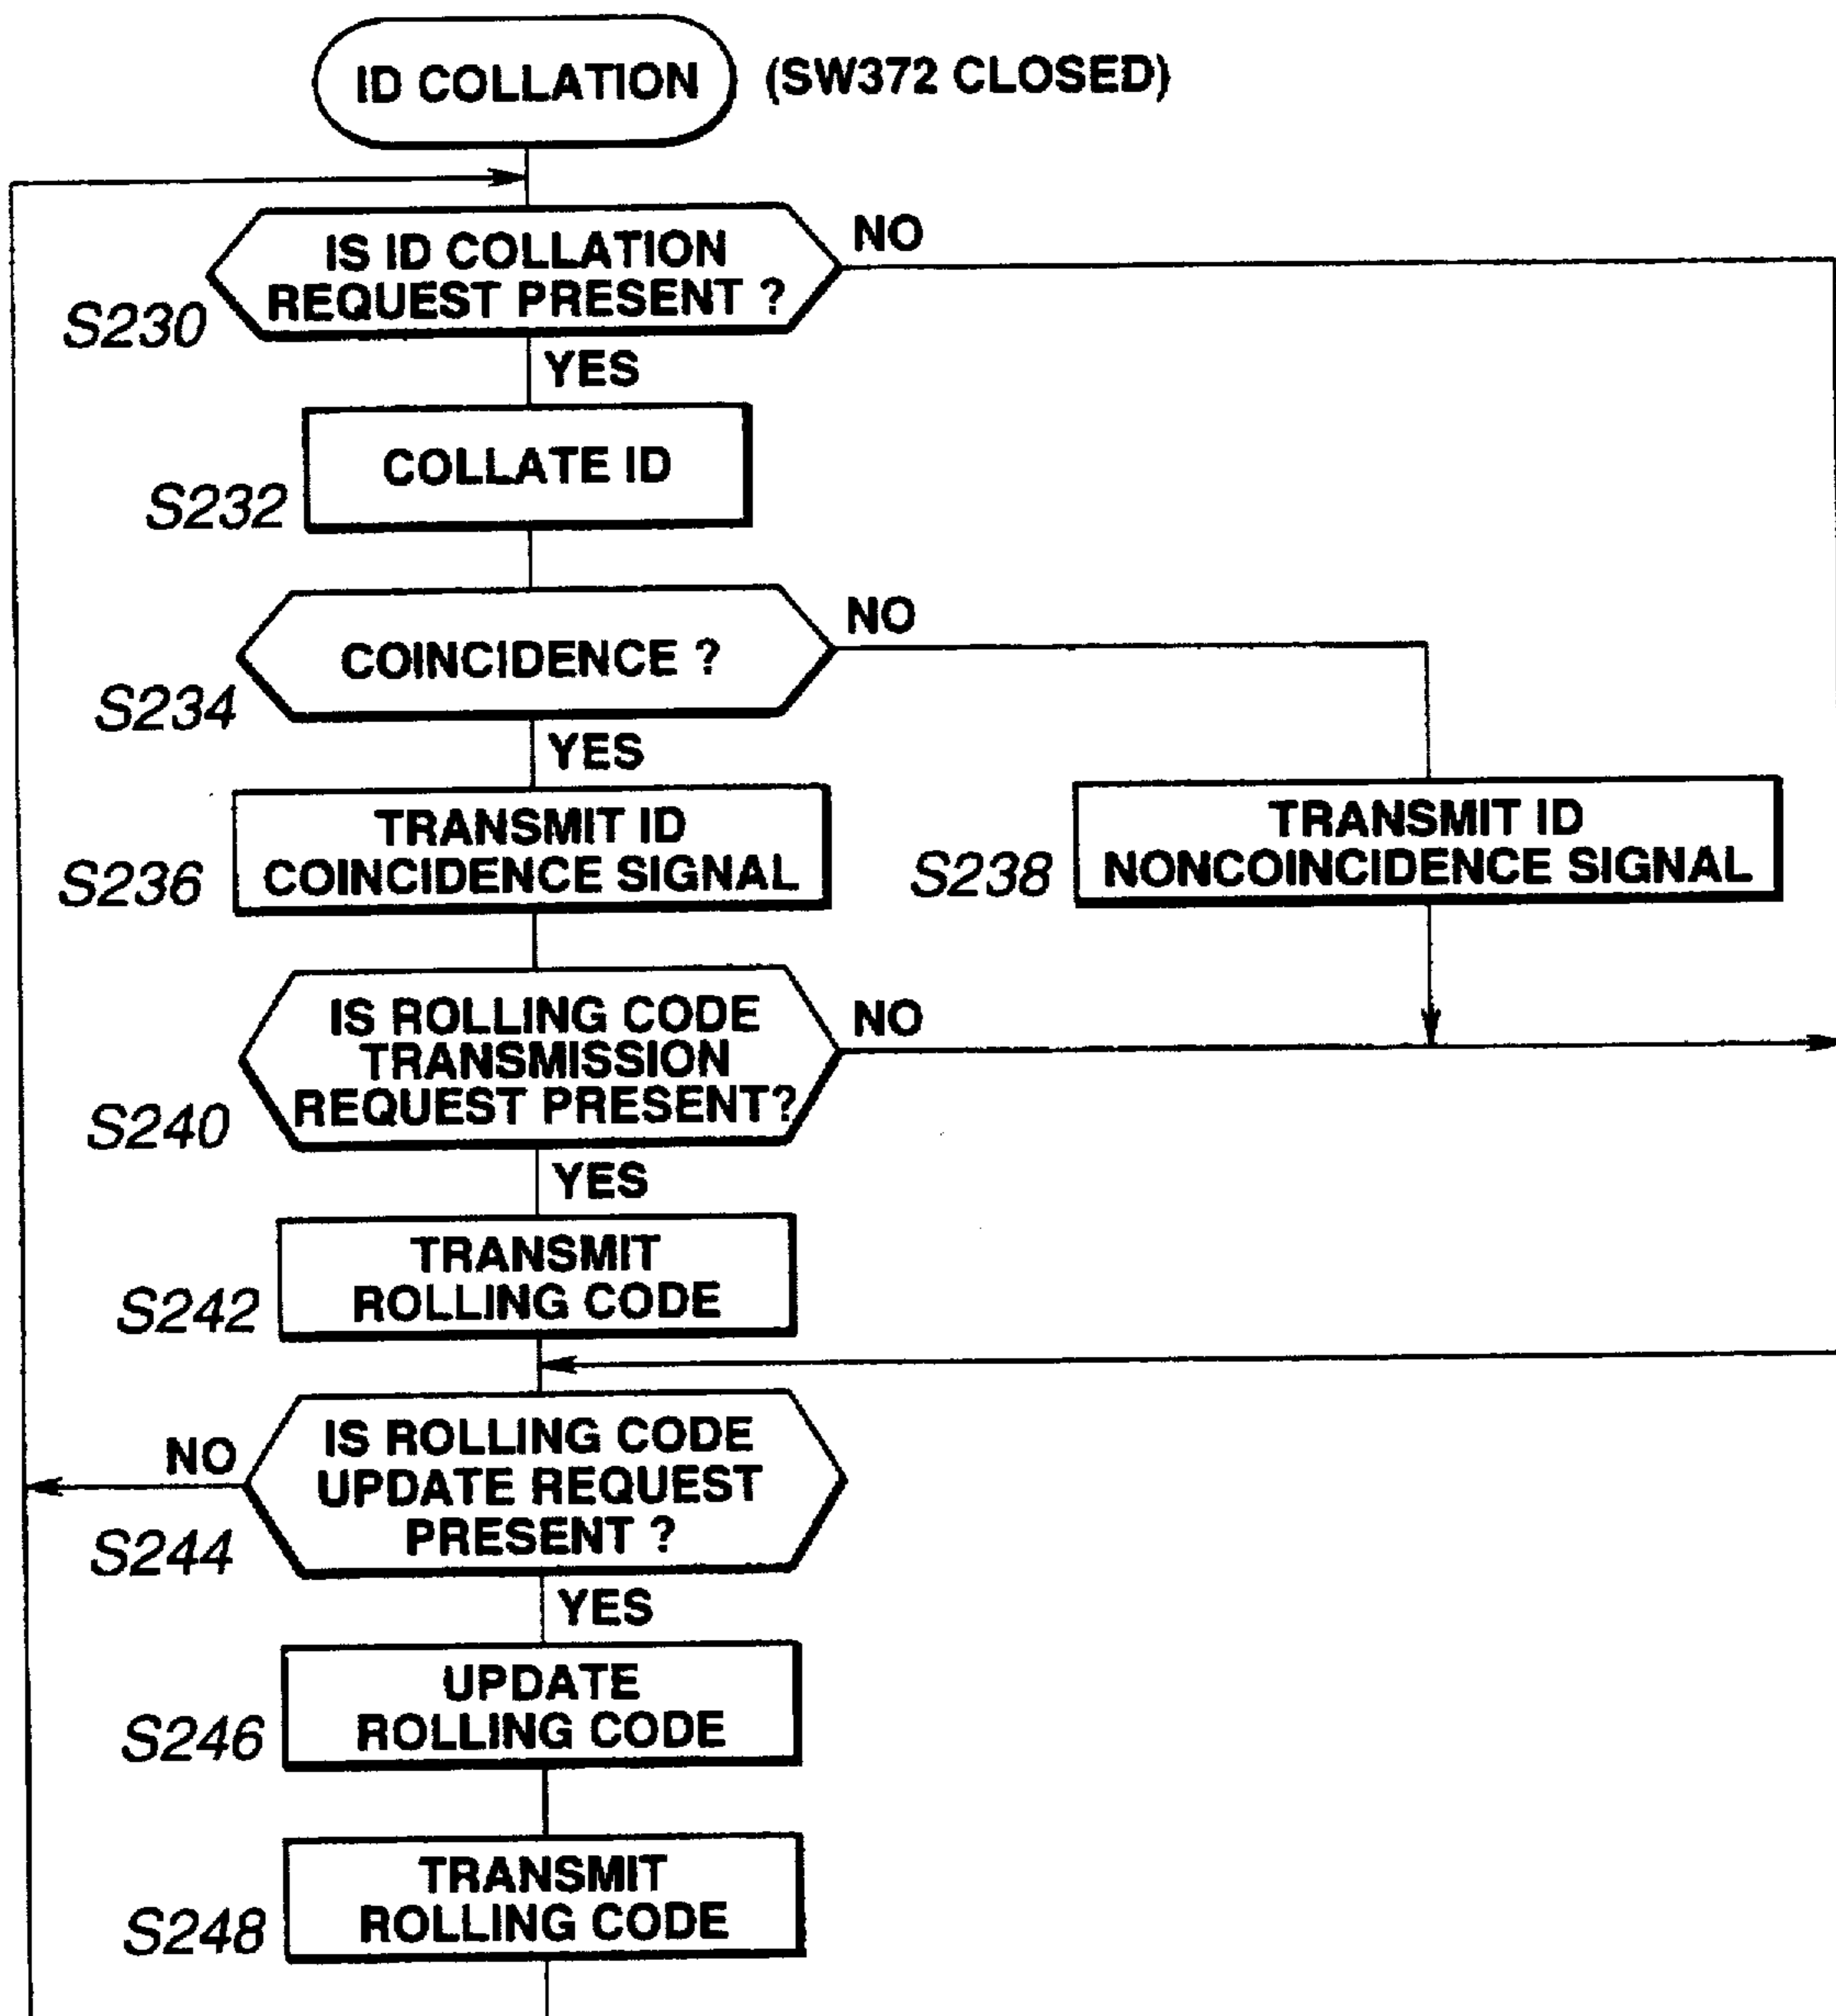 ID COLLATION
(SW372 CLOSED)
IS ID COLLATION
REQUEST PRESENT ?
NO
S230
YES
COLLATE ID
S232
COINCIDENCE ?
NO
S234
YES
TRANSMIT ID
COINCIDENCE SIGNAL
S236
TRANSMIT ID
NONCOINCIDENCE SIGNAL
S238
IS ROLLING CODE
TRANSMISSION
REQUEST PRESENT?
NO
S240
YES
TRANSMIT
ROLLING CODE
S242
IS ROLLING CODE
UPDATE REQUEST
PRESENT ?
NO
S244
YES
UPDATE
ROLLING CODE
S246
TRANSMIT
ROLLING CODE
S248